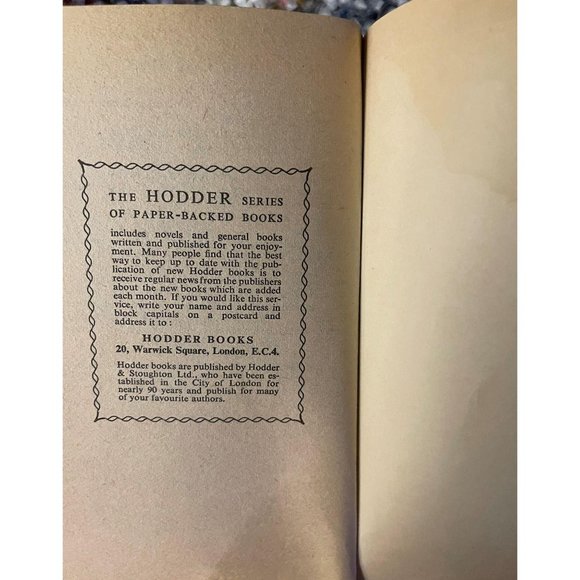 THE HODDER SERIES
OF PAPER-BACKED BOOKS
includes novels and general books
written and published for your enjoy-
ment. Many people find that the best
way to keep up to date with the pub-
lication of new Hodder books is to
receive regular news from the publishers
about the new books which are added
each month. If you would like this ser-
vice, write your name and address in
block capitals on a postcard and
address it to :
HODDER BOOKS
20, Warwick Square, London, E.C.4.
Hodder books are published by Hodder
& Stoughton Ltd., who have been es-
tablished in the City of London for
nearly 90 years and publish for many
of your favourite authors.